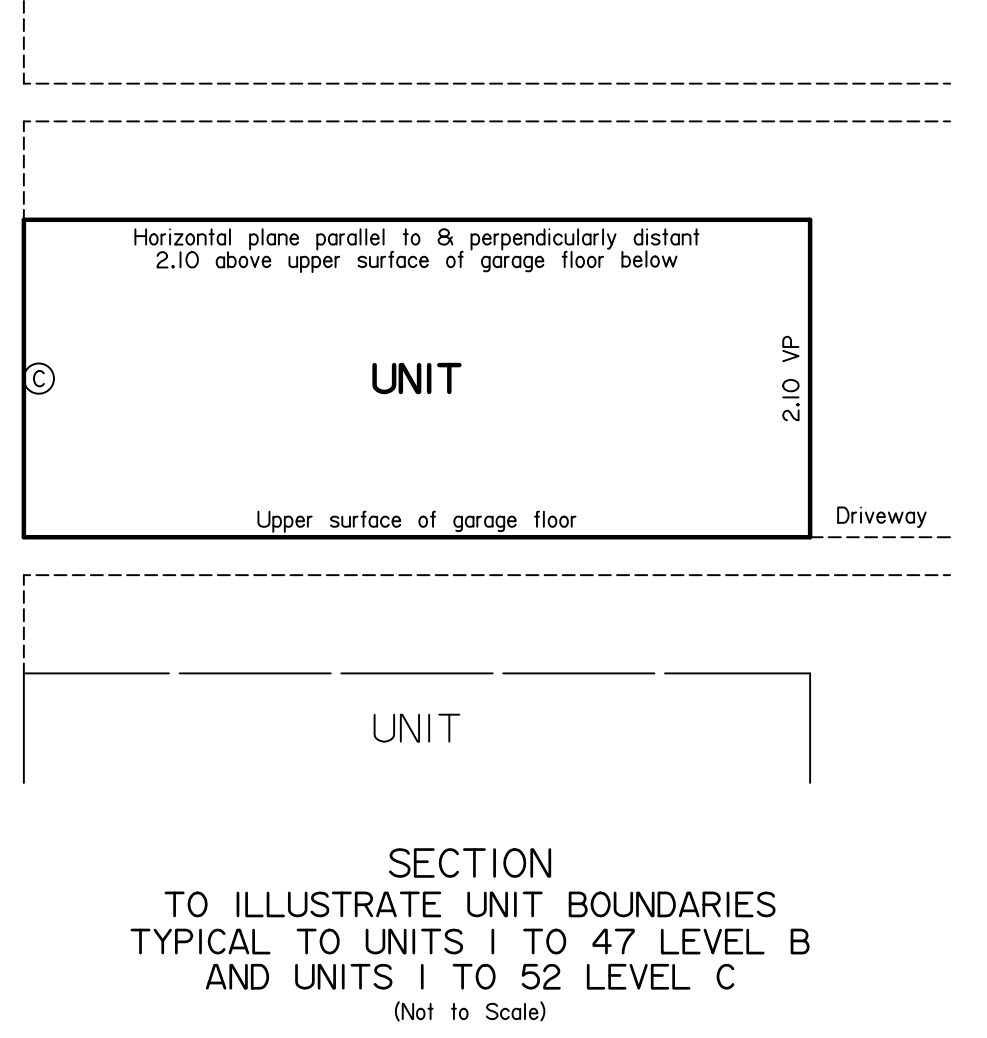 Horizontal plane parallel to & perpendicularly distant
2.10 above upper surface of garage floor below
C
UNIT
2.10 VP
Upper surface of garage floor
Driveway
UNIT
SECTION
TO ILLUSTRATE UNIT BOUNDARIES
TYPICAL TO UNITS 1 TO 47 LEVEL B
AND UNITS 1 TO 52 LEVEL C
(Not to Scale)